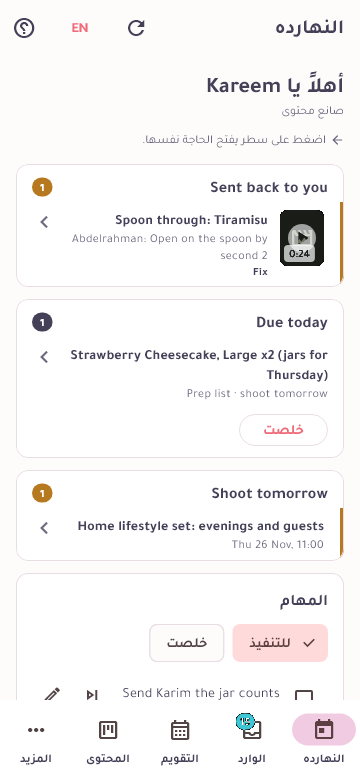 النهارده
EN
أهلاً يا Kareem
صانع محتوى
اضغط على سطر يفتح الحاجة نفسها.
Sent back to you
1
Spoon through: Tiramisu
Abdelrahman: Open on the spoon by
second 2
Fix
0:24
Due today
1
Strawberry Cheesecake, Large x2 (jars for
Thursday)
Prep list · shoot tomorrow
خلصت
Shoot tomorrow
1
Home lifestyle set: evenings and guests
Thu 26 Nov, 11:00
المهام
للتنفيذ
خلصت
Send Karim the jar counts
النهارده
الوارد
التقويم
المحتوى
المزيد